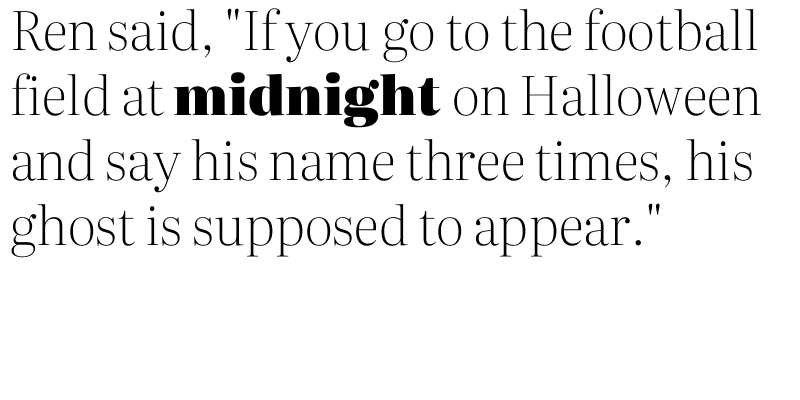 Ren said, "If you go to the football
field at midnight on Halloween
and say his name three times, his
ghost is supposed to appear."